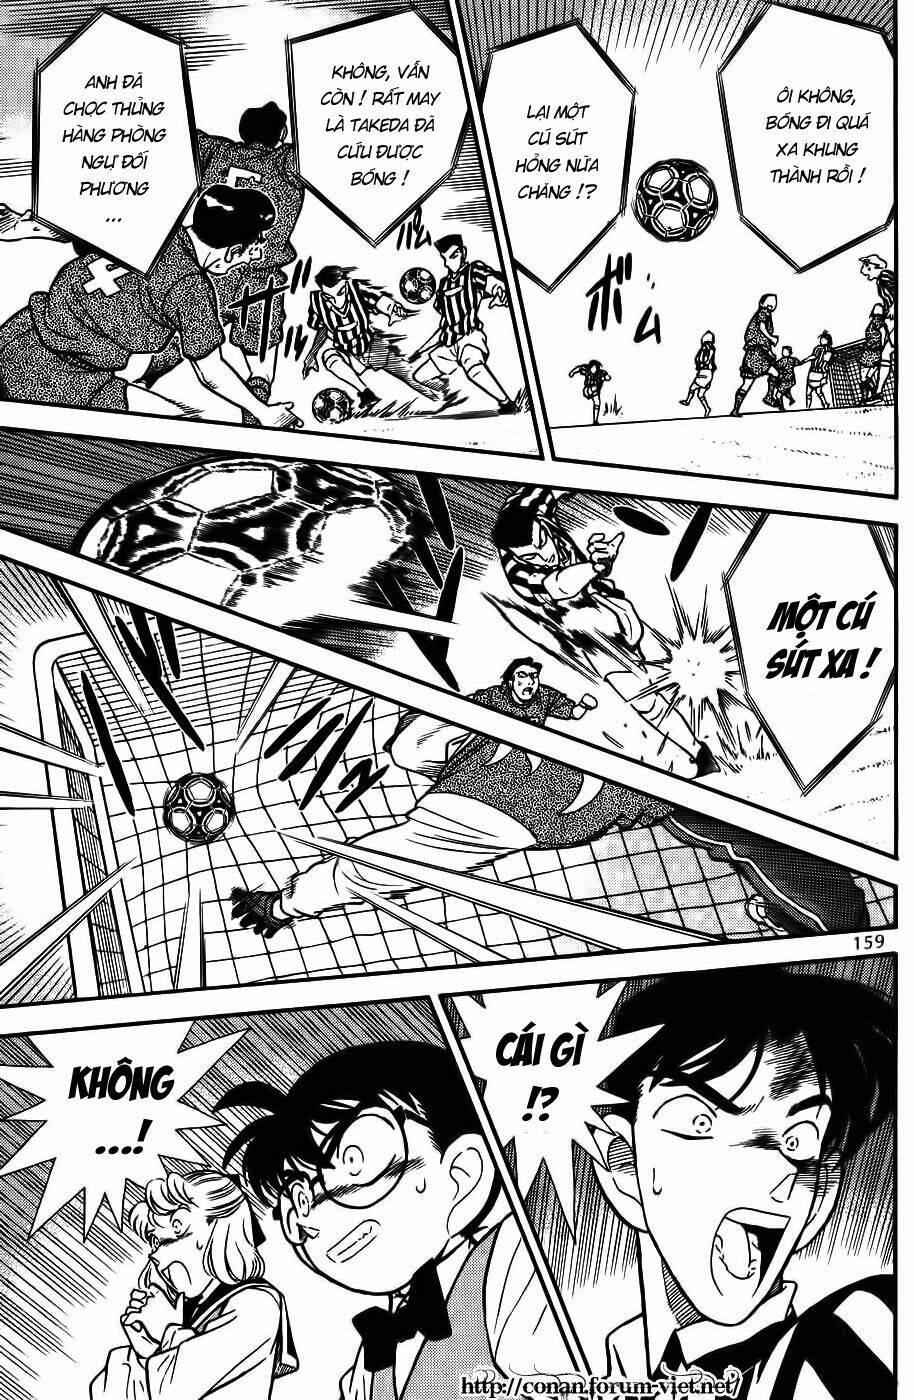 ÔI KHÔNG,
BÓNG ĐI QUÁ
XA KHUNG
THÀNH RỒI !
LẠI MỘT
CÚ SÚT
HỎNG NỮA
CHĂNG !?
KHÔNG, VẪN
CÒN ! RẤT MAY
LÀ TAKEDA ĐÃ
CỨU ĐƯỢC
BÓNG !
ANH ĐÃ
CHỌC THỦNG
HÀNG PHÒNG
NGỰ ĐỐI
PHƯƠNG
...
MỘT CÚ
SÚT XA !
159
CÁI GÌ
!?
KHÔNG
....!
http://conan.forum-viet.net/